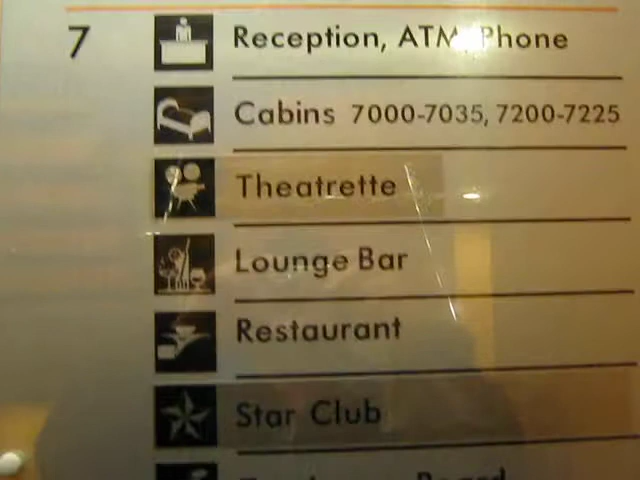 7 Reception, ATM, Phone
Cabins 7000-7035, 7200-7225
Theatrette
Lounge Bar
Restaurant
Star Club